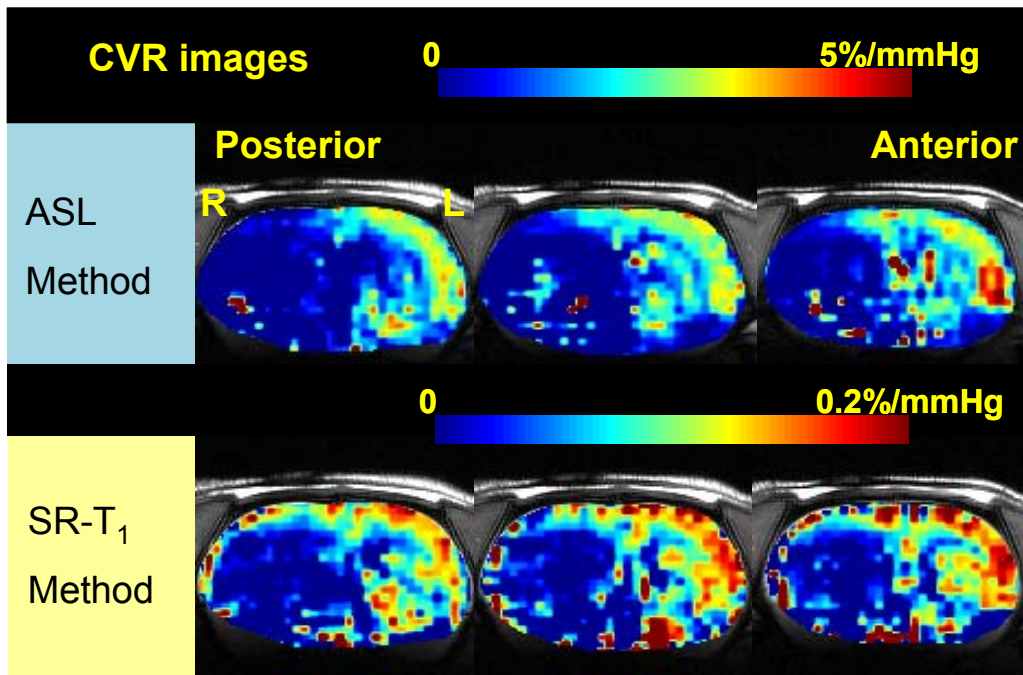 CVR images
0 5%/mmHg
Posterior Anterior
R L
ASL
Method
0 0.2%/mmHg
SR-T₁
Method